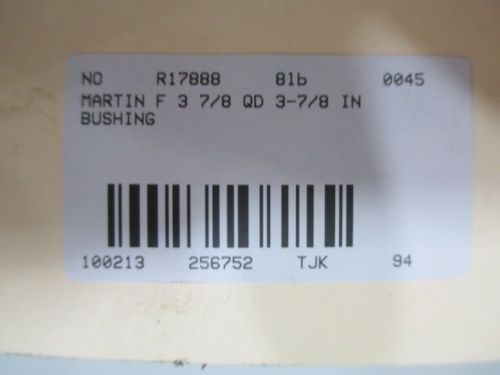 NO R17888 8lb 0045
MARTIN F 3 7/8 QD 3-7/8 IN
BUSHING
100213 256752 TJK 94